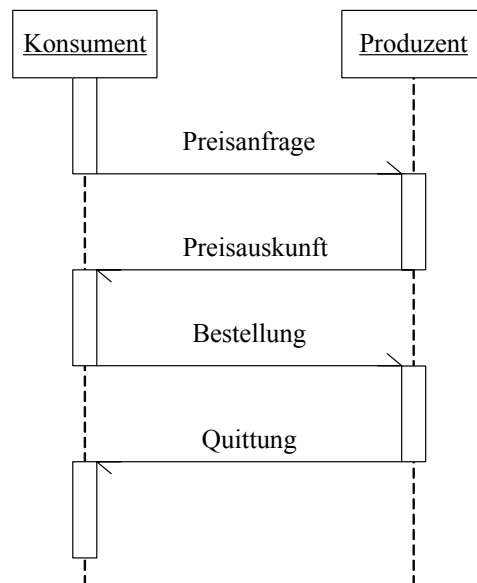 Konsument
Produzent
Preisanfrage
Preisauskunft
Bestellung
Quittung